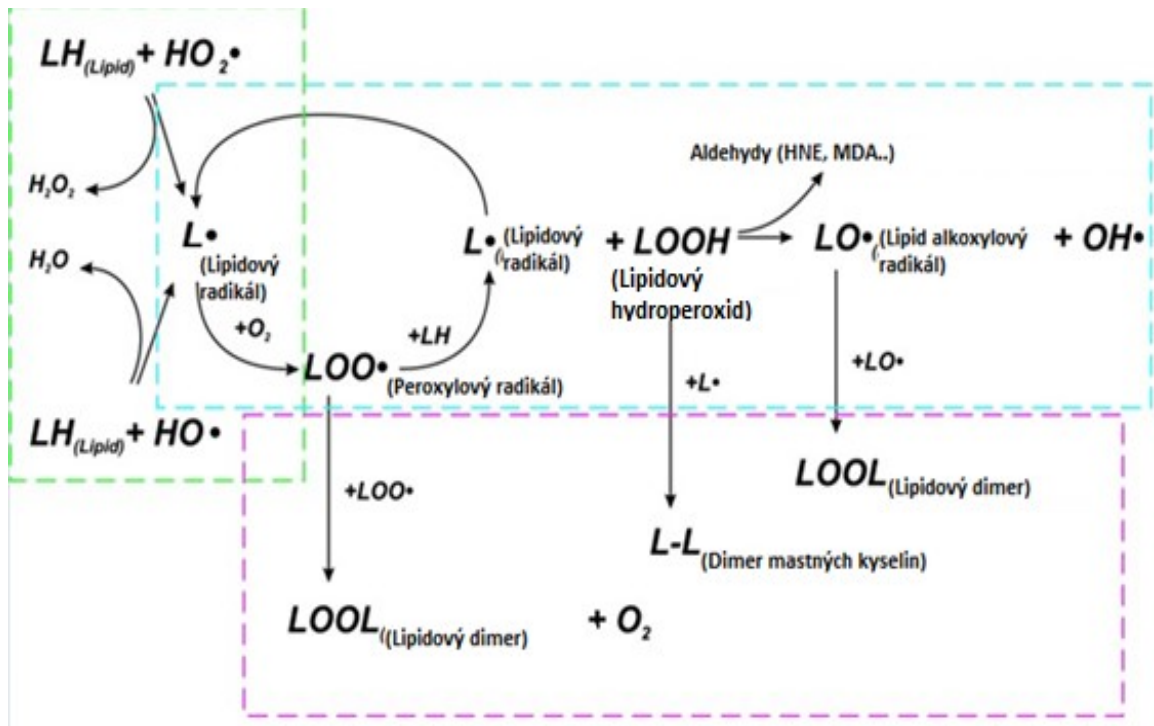 LH(Lipid) + HO₂•
Aldehydy (HNE, MDA..)
H₂O₂
L•
(Lipidový
radikál)
H₂O
L• (Lipidový
radikál)
+ LOOH
(Lipidový
hydroperoxid)
LO• (Lipid alkoxylový
radikál)
+ OH•
+O₂
LOO• (Peroxylový radikál)
+LH
+L•
+LO•
LH(Lipid) + HO•
+LOO•
LOOL (Lipidový dimer)
L-L (Dimer mastných kyselin)
LOOL ((Lipidový dimer)
+ O₂